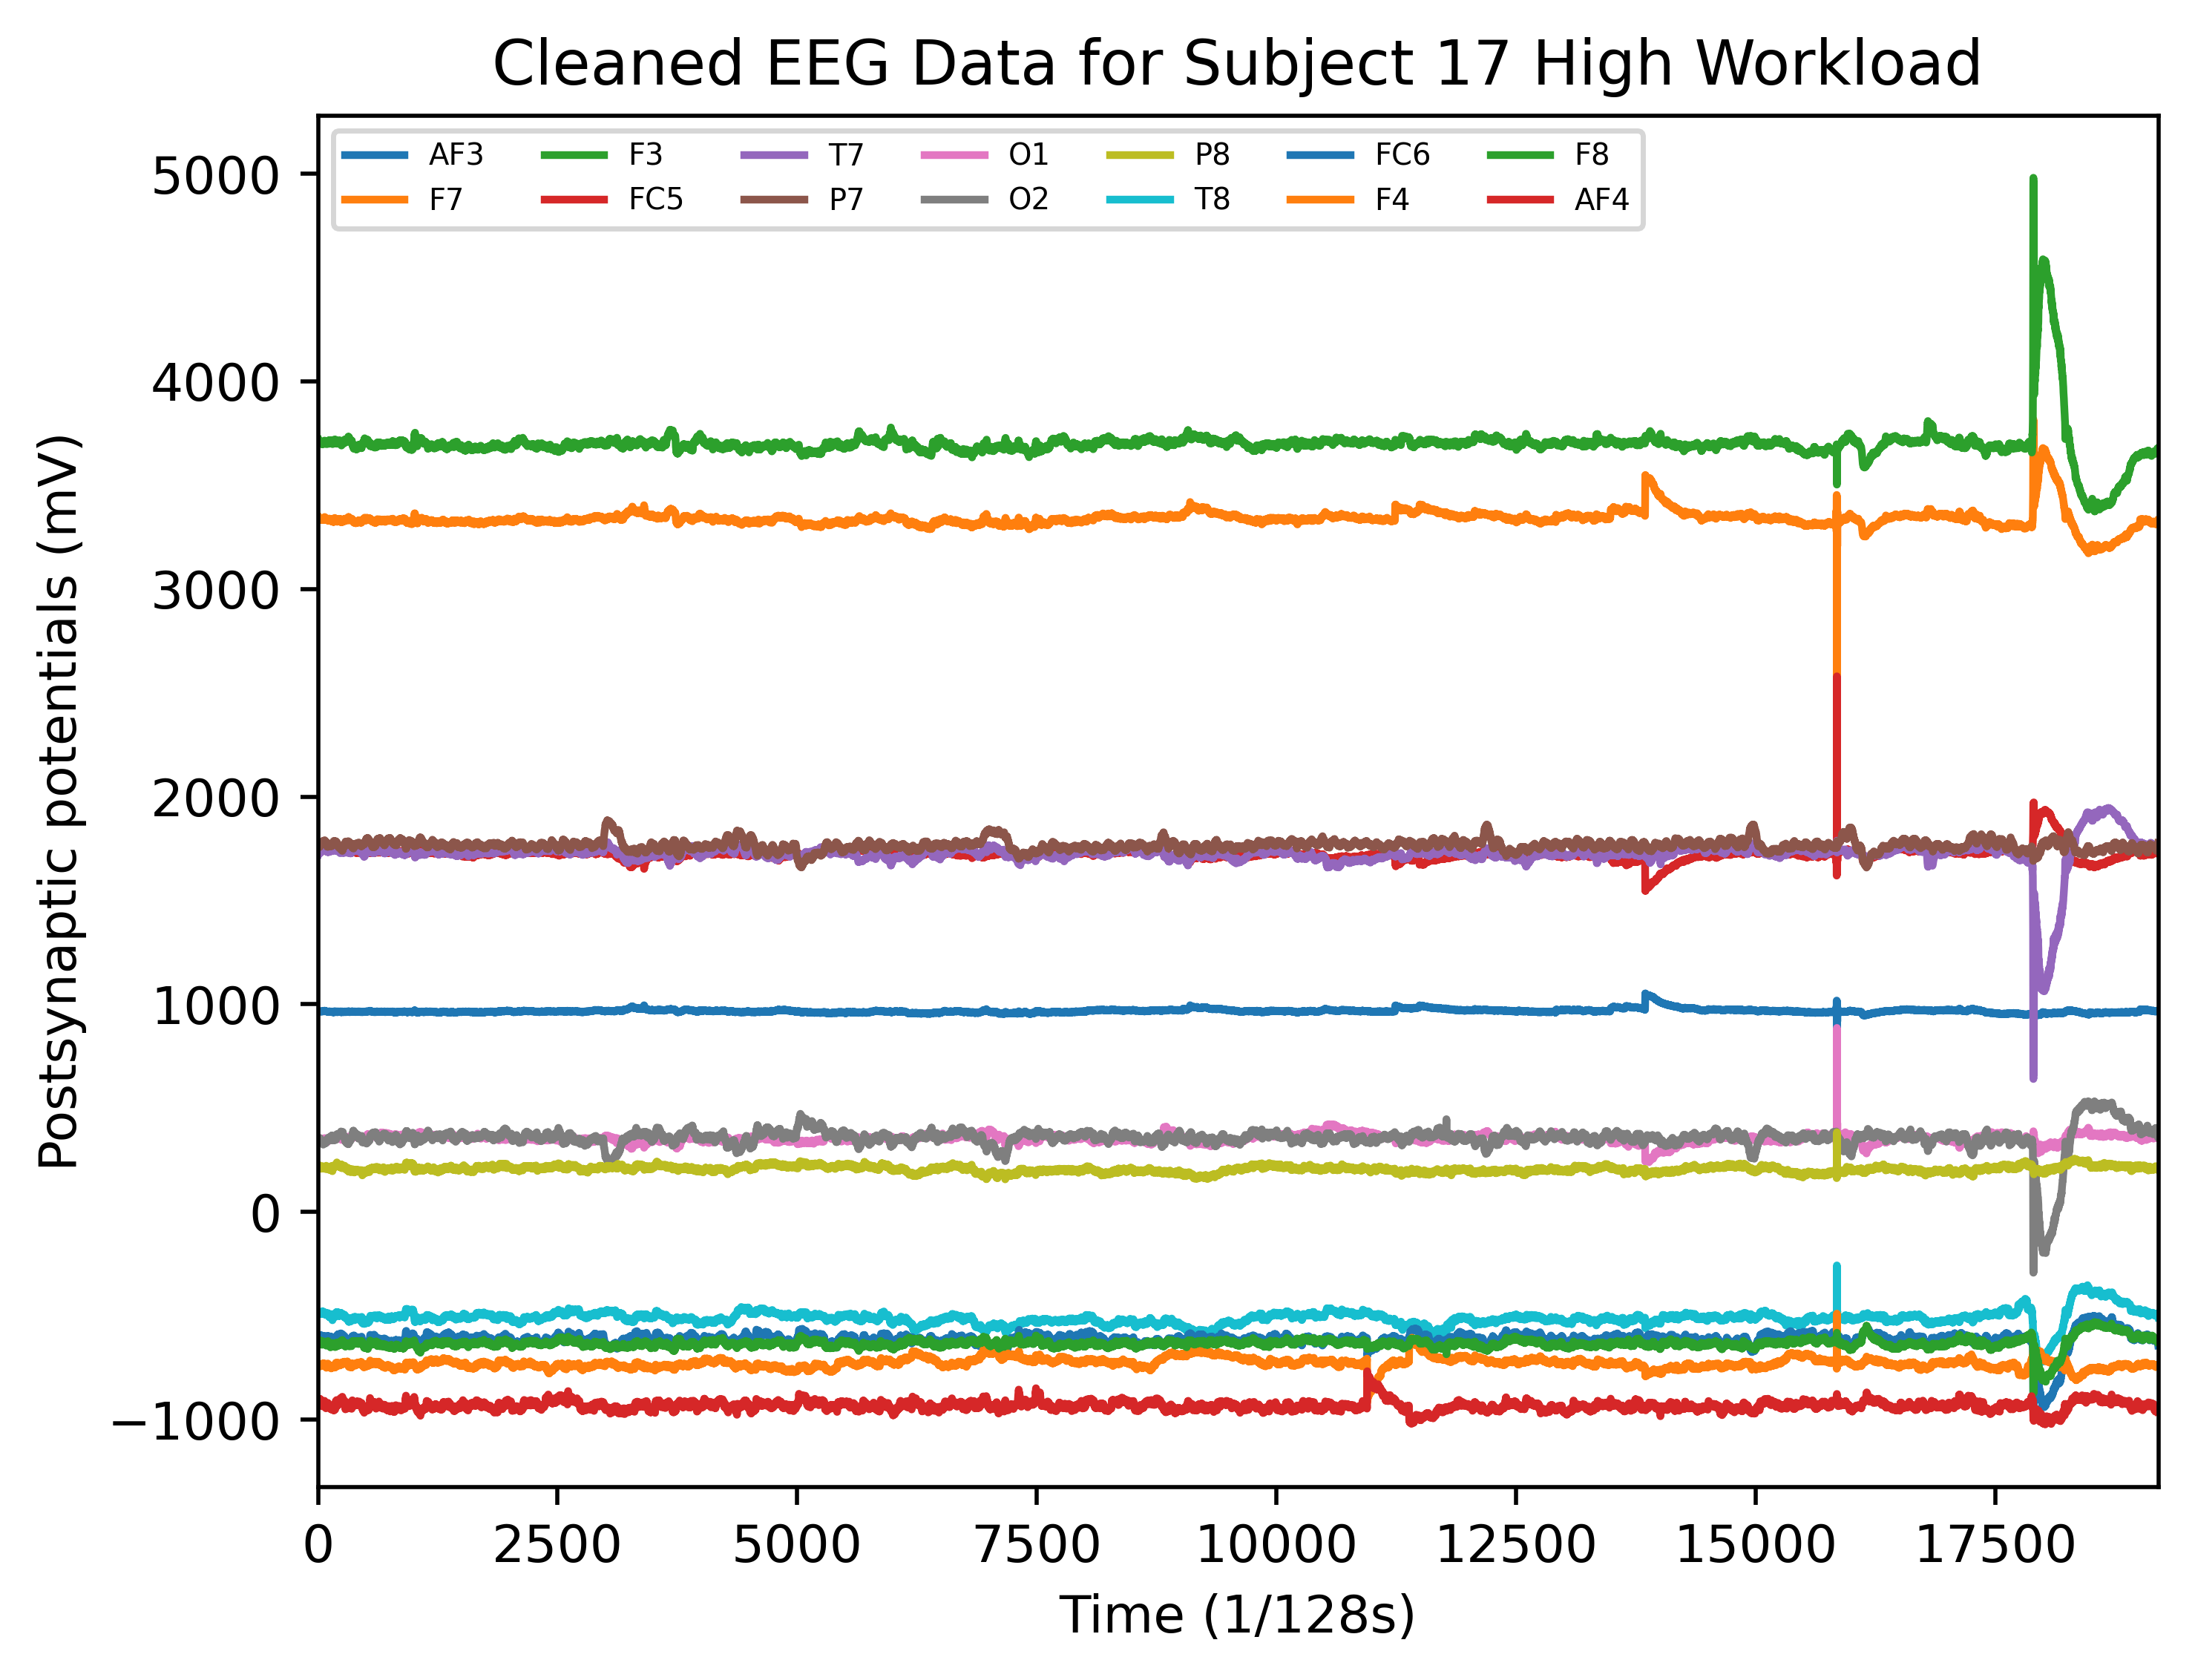 Cleaned EEG Data for Subject 17 High Workload
AF3 F3 T7 O1 P8 FC6 F8
F7 FC5 P7 O2 T8 F4 AF4
5000
4000
3000
2000
1000
0
−1000
Postsynaptic potentials (mV)
0 2500 5000 7500 10000 12500 15000 17500
Time (1/128s)